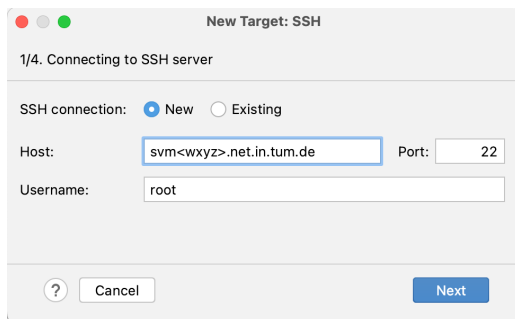 New Target: SSH
1/4. Connecting to SSH server
SSH connection: New Existing
Host: svm<wxyz>.net.in.tum.de Port: 22
Username: root
? Cancel Next